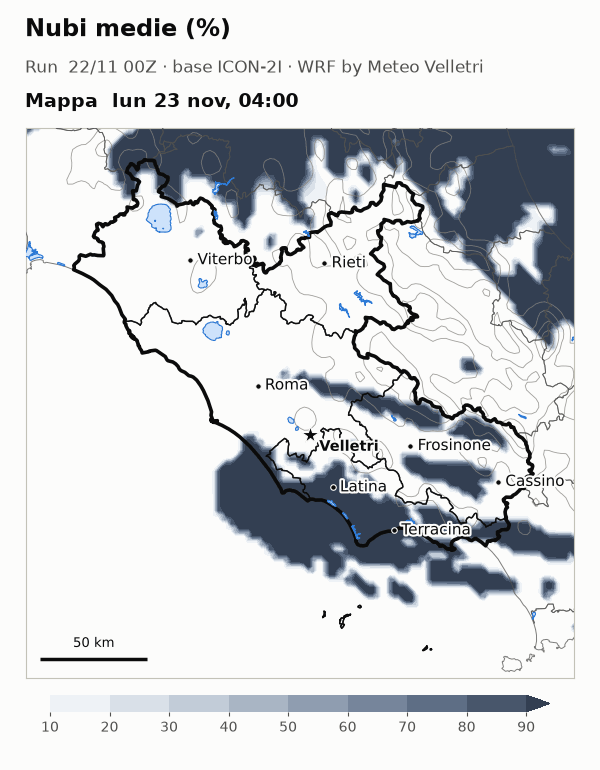 Nubi medie (%)
Run  22/11 00Z · base ICON-2I · WRF by Meteo Velletri
Mappa  lun 23 nov, 04:00
Viterbo
Rieti
Roma
Velletri
Frosinone
Latina
Cassino
Terracina
50 km
10 20 30 40 50 60 70 80 90